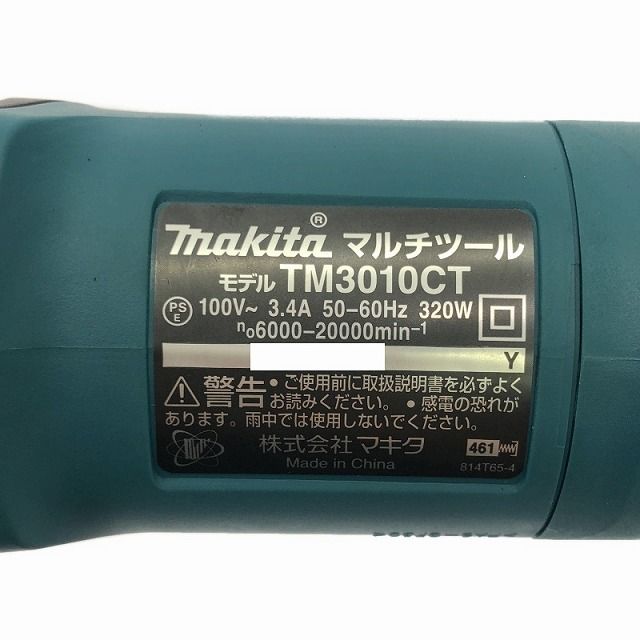 makita® マルチツール
モデル TM3010CT
PS E 100V~ 3.4A 50-60Hz 320W
n₀6000-20000min⁻¹
Y
⚠警告 • ご使用前に取扱説明書を必ずよく
お読みください。 • 感電の恐れが
あります。雨中では使用しないでください。
株式会社 マキタ
461
Made in China
814T65-4